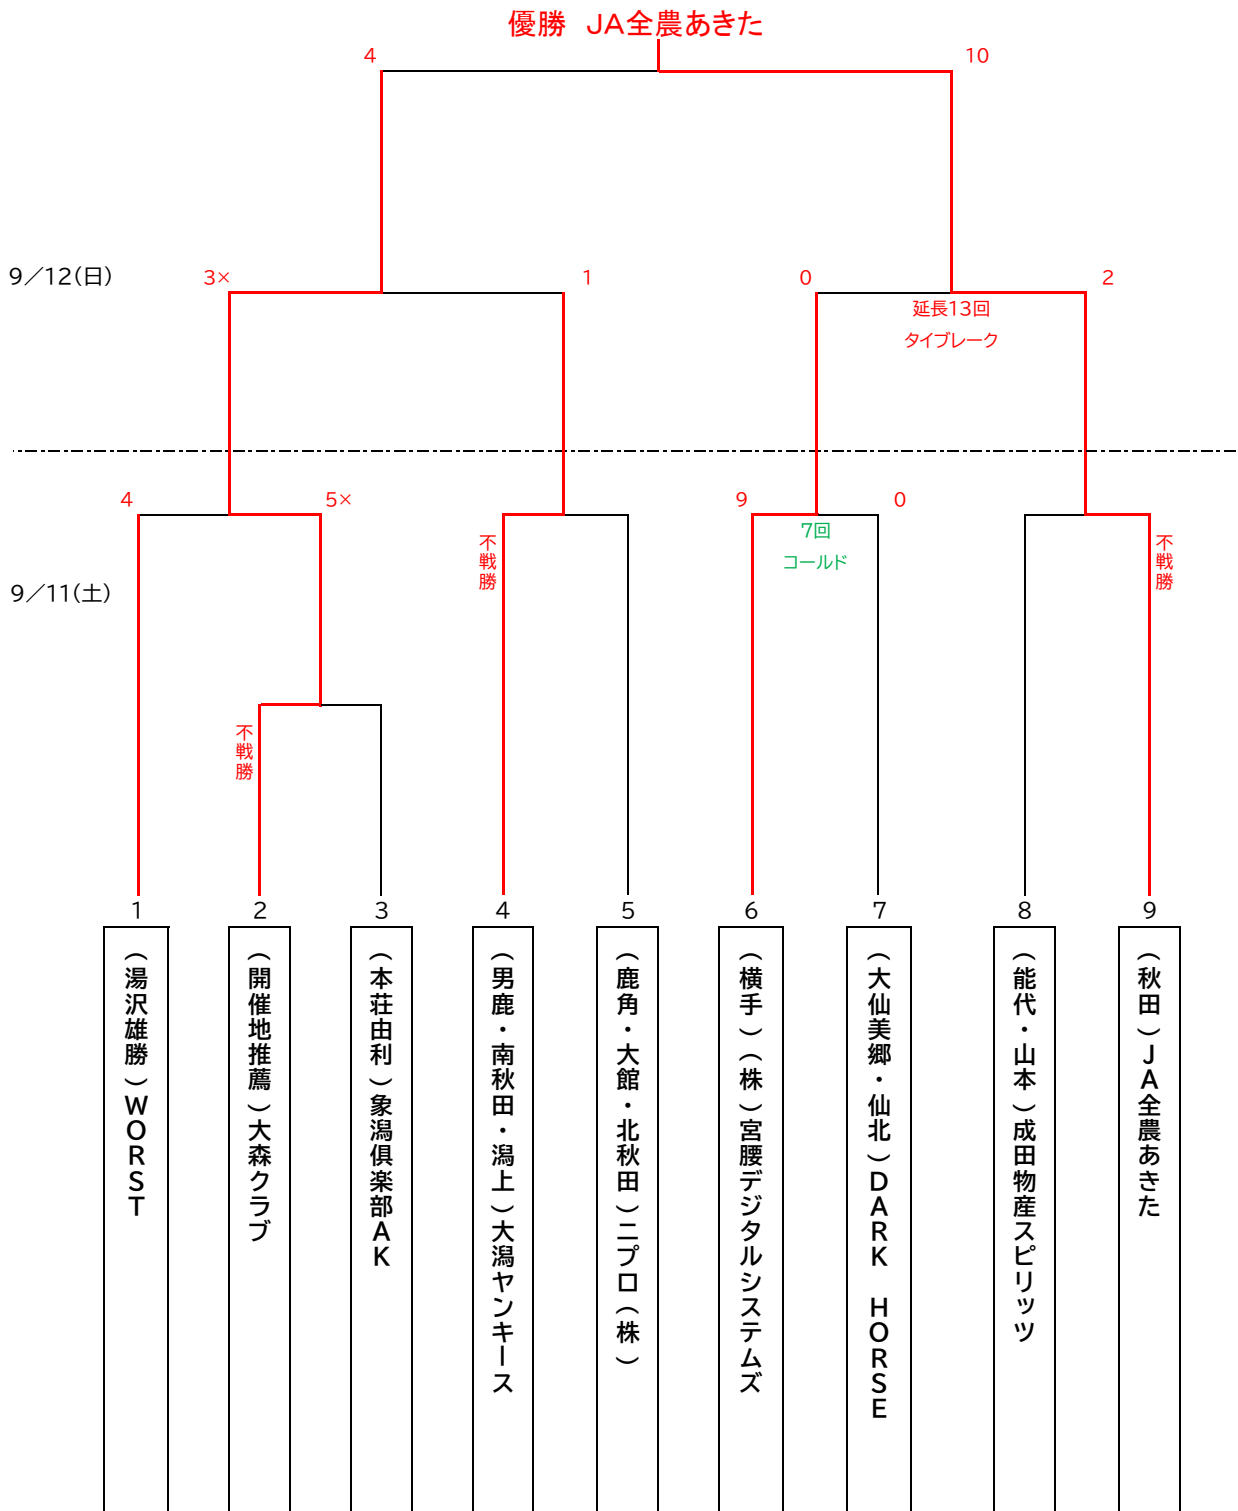 優勝　JA全農あきた
4
10
9／12(日)
3×
1
0
2
延長13回
タイブレーク
4
5×
9
0
不戦勝
7回
コールド
不戦勝
9／11(土)
不戦勝
1
2
3
4
5
6
7
8
9
（湯沢雄勝）ＷＯＲＳＴ
（開催地推薦）大森クラブ
（本荘由利）象潟倶楽部ＡＫ
（男鹿・南秋田・潟上）大潟ヤンキース
（鹿角・大館・北秋田）ニプロ（株）
（横手）（株）宮腰デジタルシステムズ
（大仙美郷・仙北）ＤＡＲＫ　ＨＯＲＳＥ
（能代・山本）成田物産スピリッツ
（秋田）ＪＡ全農あきた